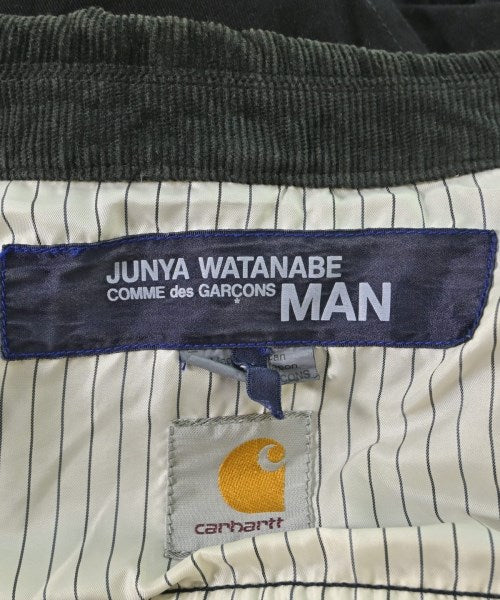 JUNYA WATANABE
COMME des GARÇONS MAN
carhartt